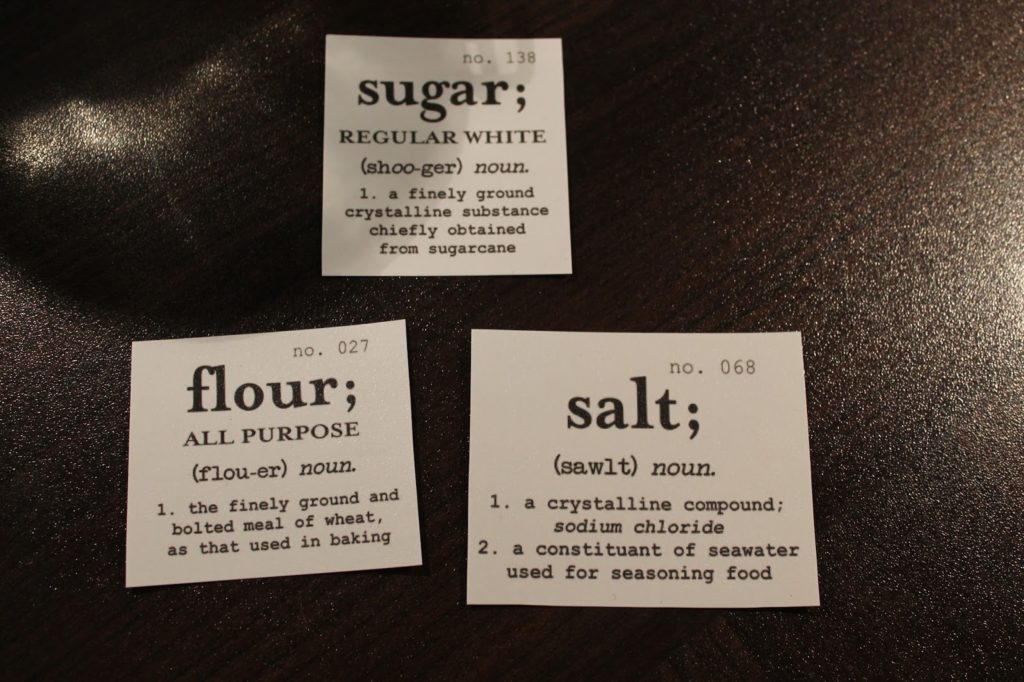 no. 138
sugar;
REGULAR WHITE
(shoo-ger) noun.
1. a finely ground
crystalline substance
chiefly obtained
from sugarcane
no. 027
flour;
ALL PURPOSE
(flou-er) noun.
1. the finely ground and
bolted meal of wheat,
as that used in baking
no. 068
salt;
(sawlt) noun.
1. a crystalline compound;
sodium chloride
2. a constituant of seawater
used for seasoning food